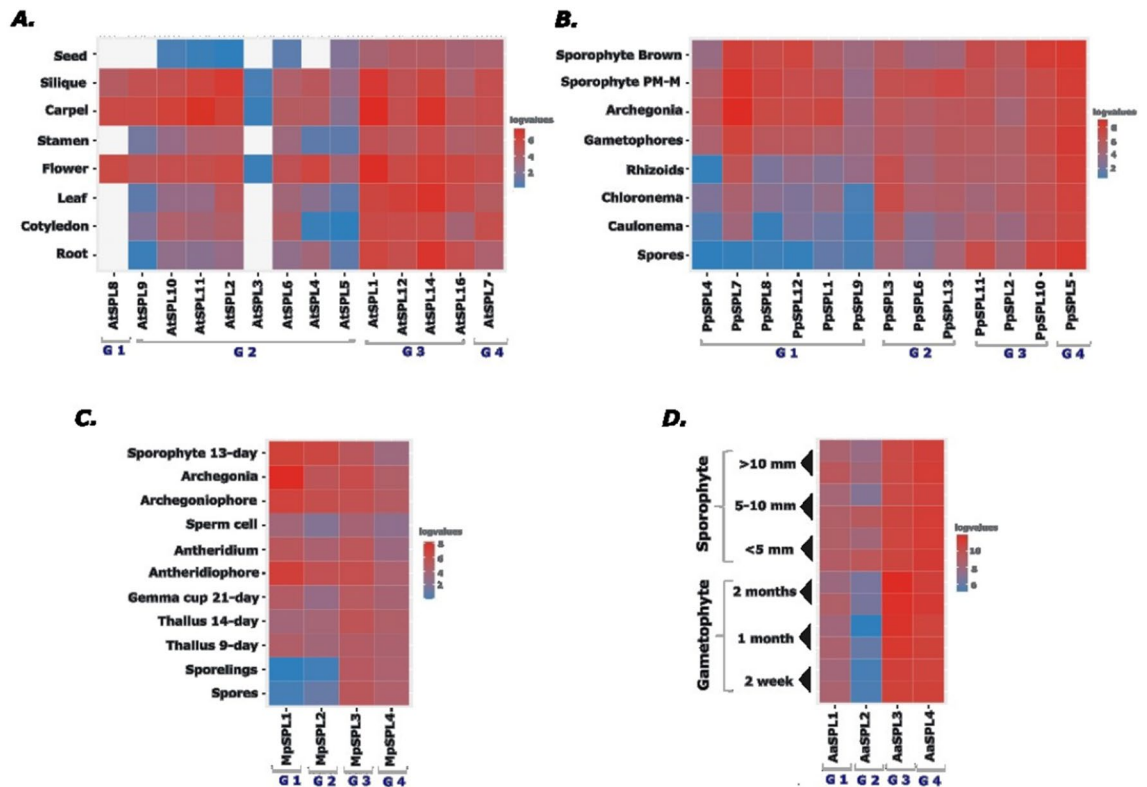 A.
Seed
Silique
Carpel
Stamen
Flower
Leaf
Cotyledon
Root
AtSPL8
AtSPL9
AtSPL10
AtSPL11
AtSPL2
AtSPL3
AtSPL6
AtSPL4
AtSPL5
AtSPL1
AtSPL12
AtSPL14
AtSPL16
AtSPL7
G 1
G 2
G 3
G 4
logvalues
6
4
2
B.
Sporophyte Brown
Sporophyte PM-M
Archegonia
Gametophores
Rhizoids
Chloronema
Caulonema
Spores
PpSPL4
PpSPL7
PpSPL8
PpSPL12
PpSPL1
PpSPL9
PpSPL3
PpSPL6
PpSPL13
PpSPL11
PpSPL2
PpSPL10
PpSPL5
G 1
G 2
G 3
G 4
logvalues
8
6
4
2
C.
Sporophyte 13-day
Archegonia
Archegoniophore
Sperm cell
Antheridium
Antheridiophore
Gemma cup 21-day
Thallus 14-day
Thallus 9-day
Sporelings
Spores
MpSPL1
MpSPL2
MpSPL3
MpSPL4
G 1
G 2
G 3
G 4
logvalues
8
6
4
2
D.
Sporophyte
>10 mm
5-10 mm
<5 mm
Gametophyte
2 months
1 month
2 week
AaSPL1
AaSPL2
AaSPL3
AaSPL4
G 1
G 2
G 3
G 4
logvalues
10
8
6